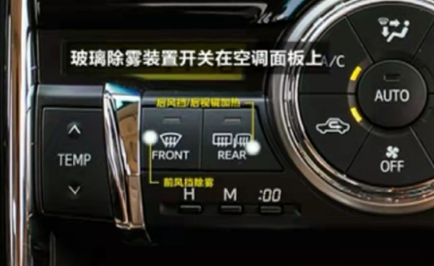 玻璃除雾装置开关在空调面板上
A/C
后风挡/后视镜加热
AUTO
FRONT
REAR
TEMP
OFF
前风挡除雾
H M :00